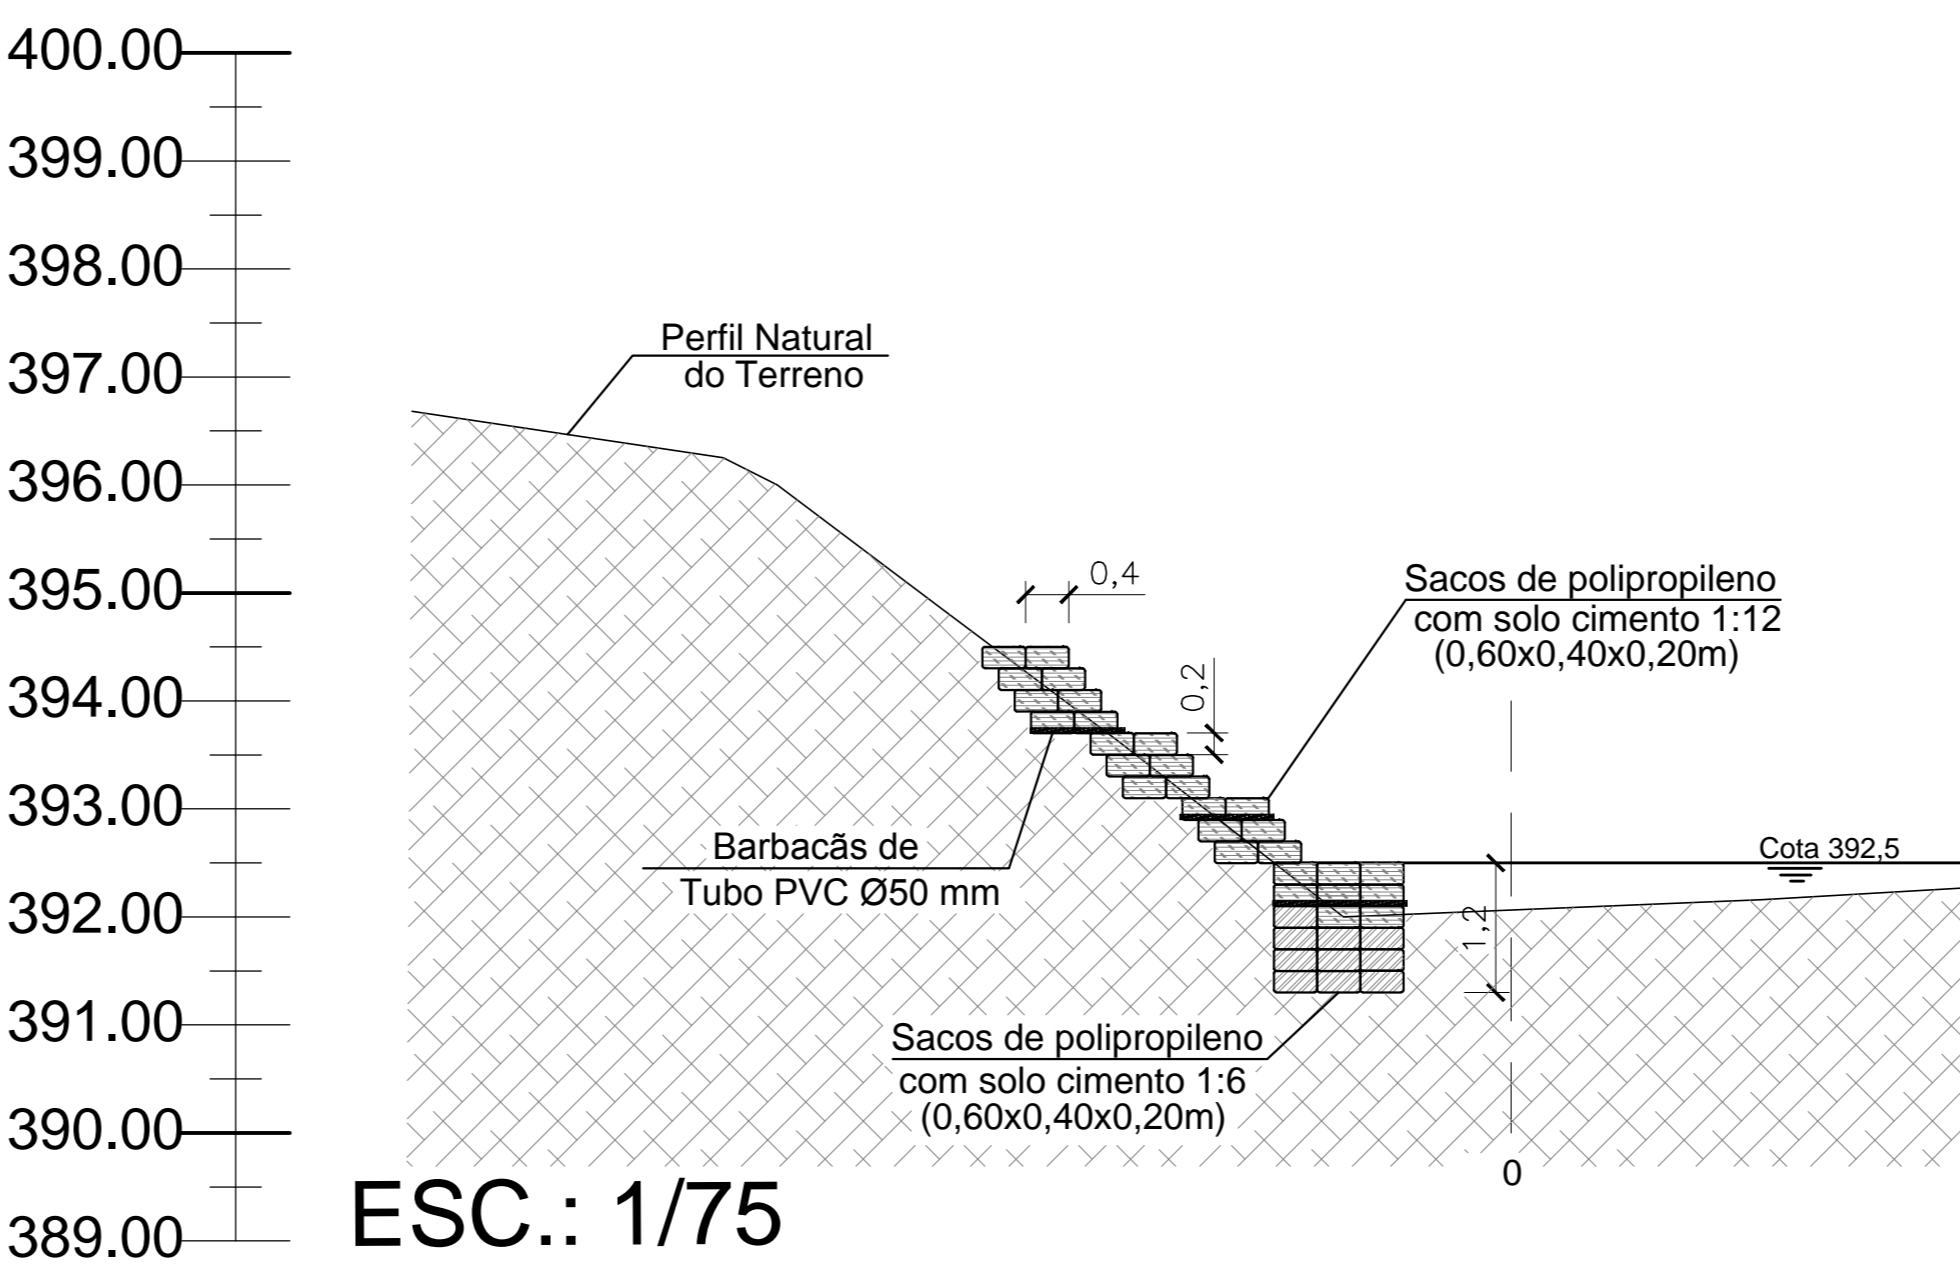 400.00
399.00
398.00
397.00
396.00
395.00
394.00
393.00
392.00
391.00
390.00
389.00
Perfil Natural
do Terreno
0,4
Sacos de polipropileno
com solo cimento 1:12
(0,60x0,40x0,20m)
0,2
Barbacãs de
Tubo PVC Ø50 mm
Cota 392,5
1,2
Sacos de polipropileno
com solo cimento 1:6
(0,60x0,40x0,20m)
0
ESC.: 1/75